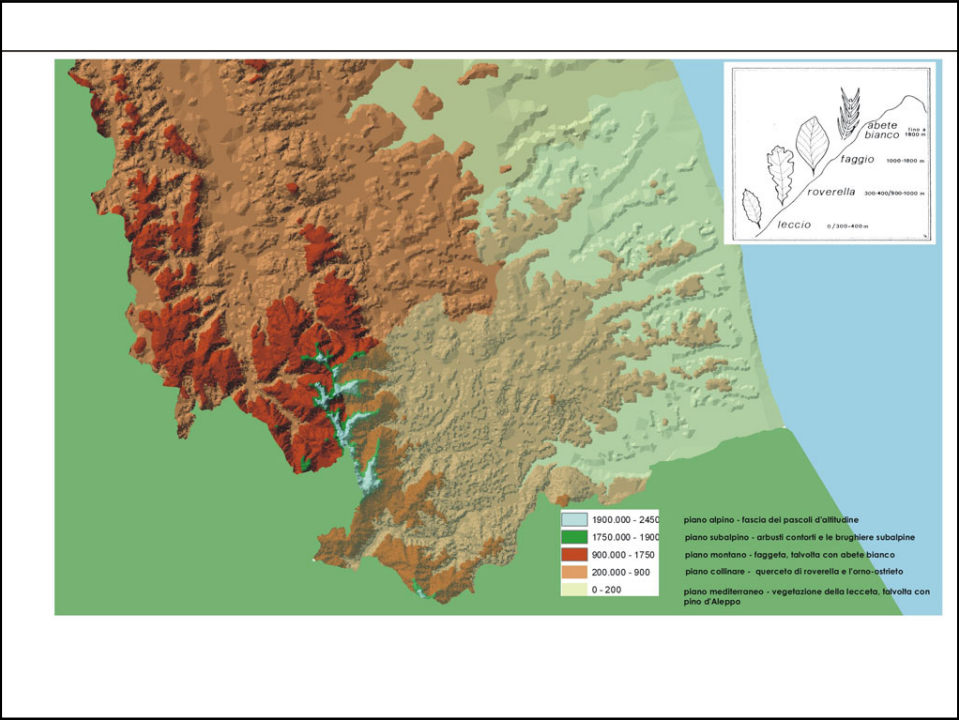 abete
bianco
fino a
1800 m
faggio 1000-1800 m
roverella 300-400/900-1000 m
leccio 0/300-400m
1900.000 - 2450 piano alpino - fascia dei pascoli d'altitudine
1750.000 - 1900 piano subalpino - arbusti contorti e le brughiere subalpine
900.000 - 1750 piano montano - faggeta, talvolta con abete bianco
200.000 - 900 piano collinare - querceto di roverella e l'orno-ostrieto
0 - 200 piano mediterraneo - vegetazione della lecceta, talvolta con
pino d'Aleppo